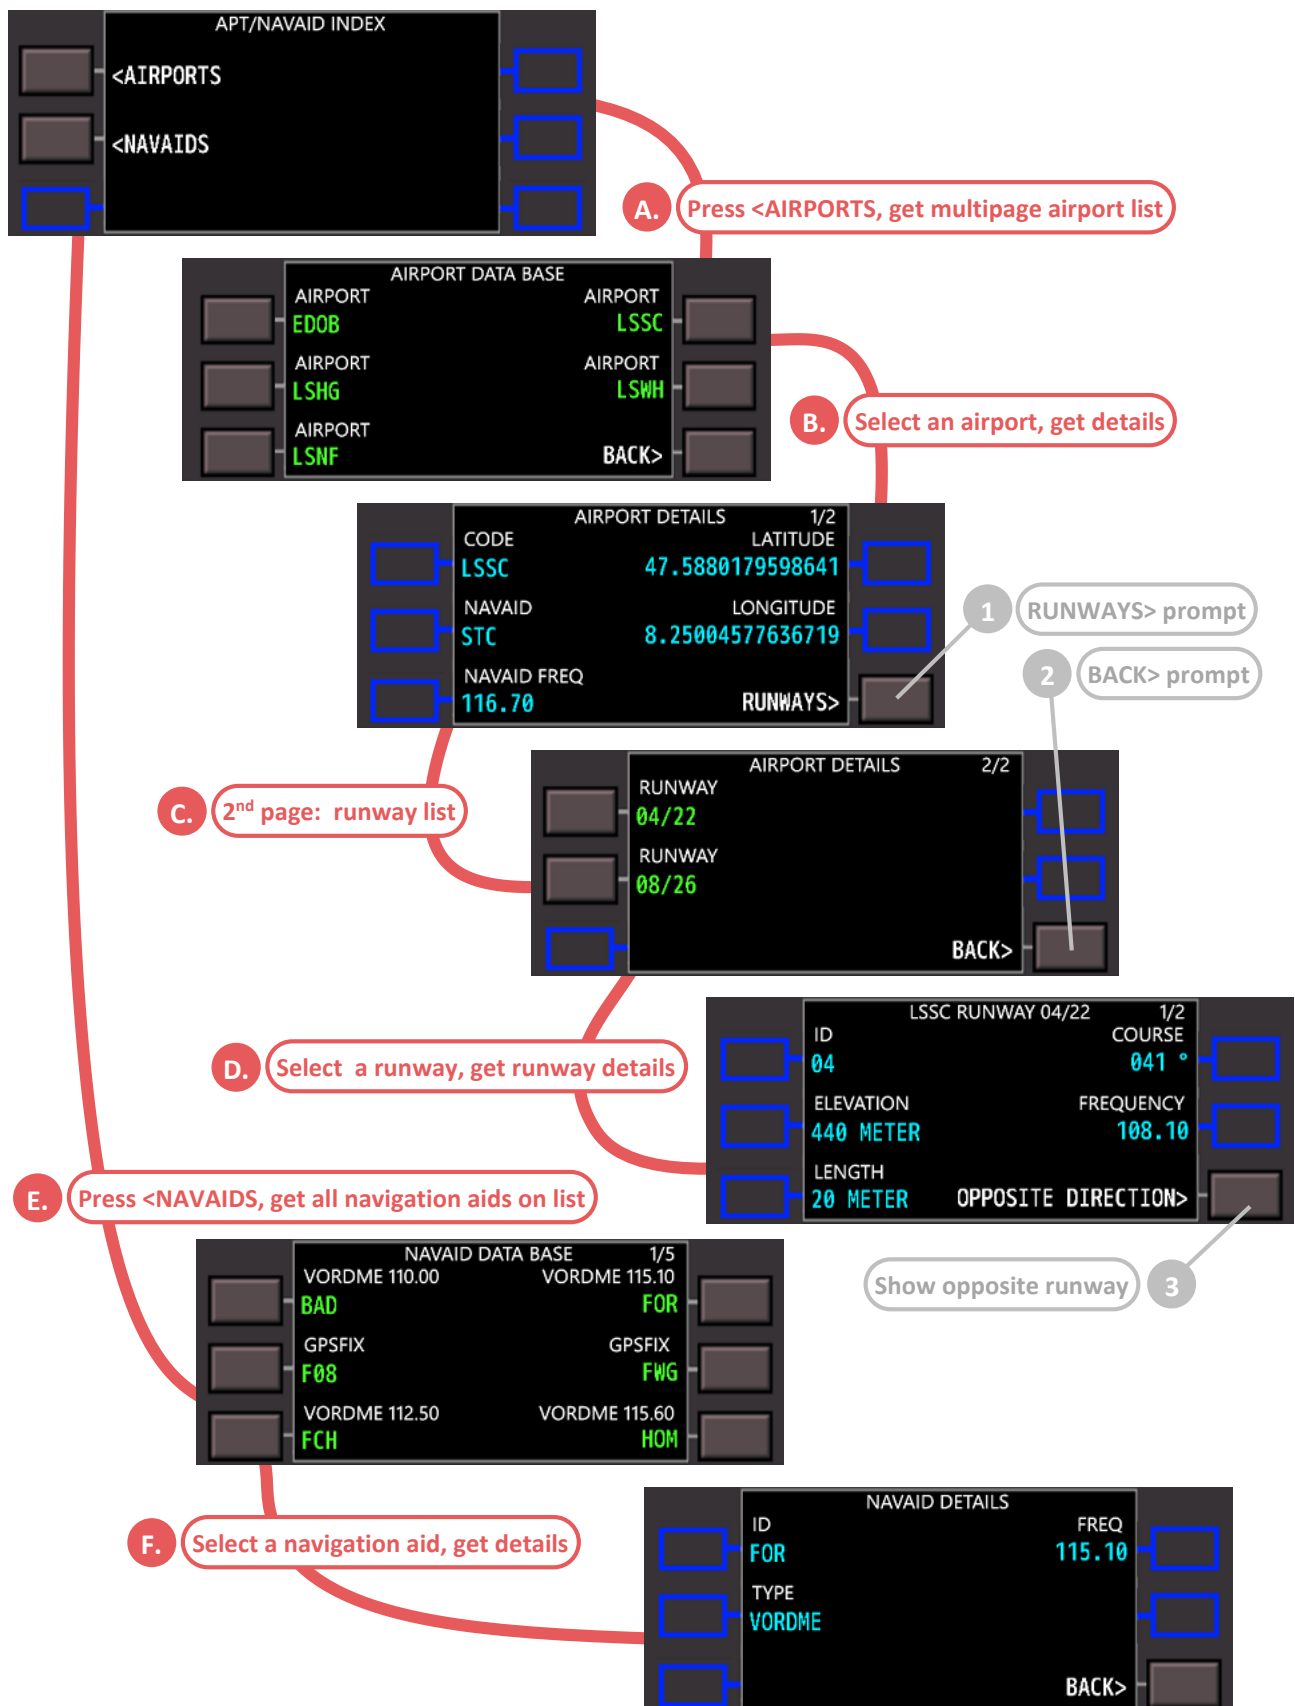 APT/NAVAID INDEX
<AIRPORTS
<NAVAIDS
A. Press <AIRPORTS, get multipage airport list
AIRPORT DATA BASE
AIRPORT AIRPORT
EDOB LSSC
AIRPORT AIRPORT
LSHG LSWH
AIRPORT
LSNF BACK>
B. Select an airport, get details
AIRPORT DETAILS 1/2
CODE LATITUDE
LSSC 47.5880179598641
NAVAID LONGITUDE
STC 8.25004577636719
NAVAID FREQ
116.70 RUNWAYS>
1 RUNWAYS> prompt
2 BACK> prompt
C. 2nd page: runway list
AIRPORT DETAILS 2/2
RUNWAY
04/22
RUNWAY
08/26
BACK>
D. Select a runway, get runway details
LSSC RUNWAY 04/22 1/2
ID COURSE
04 041 °
ELEVATION FREQUENCY
440 METER 108.10
LENGTH
20 METER OPPOSITE DIRECTION>
Show opposite runway 3
E. Press <NAVAIDS, get all navigation aids on list
NAVAID DATA BASE 1/5
VORDME 110.00 VORDME 115.10
BAD FOR
GPSFIX GPSFIX
F08 FWG
VORDME 112.50 VORDME 115.60
FCH HOM
F. Select a navigation aid, get details
NAVAID DETAILS
ID FREQ
FOR 115.10
TYPE
VORDME
BACK>